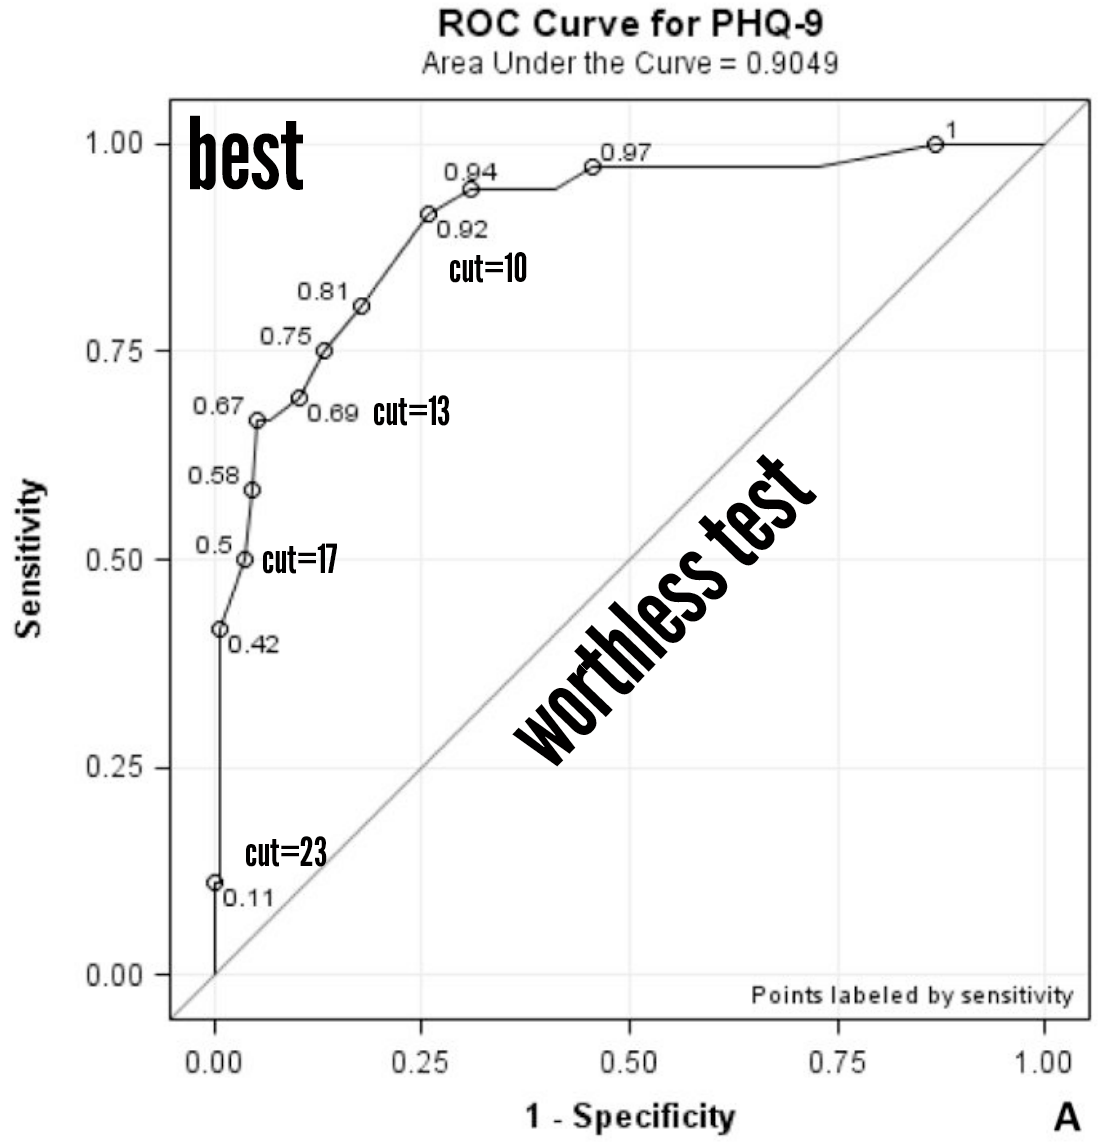 ROC Curve for PHQ-9
Area Under the Curve = 0.9049
best
1.00
1
0.97
0.94
0.92
cut=10
0.81
0.75
0.75
0.67
0.69
cut=13
0.58
0.5
cut=17
0.50
0.42
worthless test
Sensitivity
0.25
cut=23
0.11
0.00
Points labeled by sensitivity
0.00
0.25
0.50
0.75
1.00
1 - Specificity
A